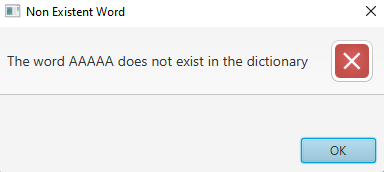 Non Existent Word
The word AAAAA does not exist in the dictionary
OK